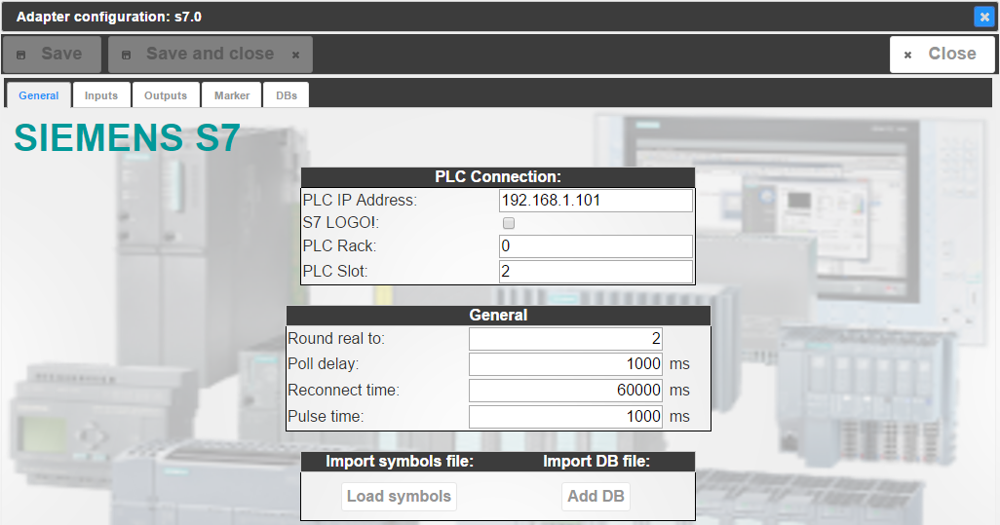 Adapter configuration: s7.0
Save Save and close Close
General Inputs Outputs Marker DBs
SIEMENS S7
PLC Connection:
PLC IP Address: 192.168.1.101
S7 LOGO!:
PLC Rack: 0
PLC Slot: 2
General
Round real to: 2
Poll delay: 1000 ms
Reconnect time: 60000 ms
Pulse time: 1000 ms
Import symbols file: Import DB file:
Load symbols Add DB